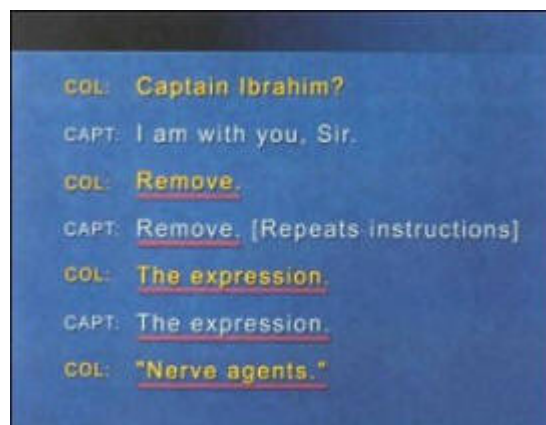 COL: Captain Ibrahim?
CAPT: I am with you, Sir.
COL: Remove.
CAPT: Remove. [Repeats instructions]
COL: The expression.
CAPT: The expression.
COL: "Nerve agents."